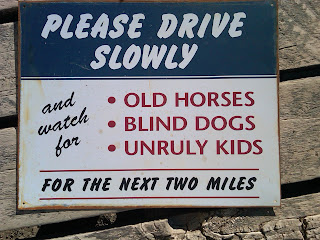 PLEASE DRIVE
SLOWLY
and
watch
for
• OLD HORSES
• BLIND DOGS
• UNRULY KIDS
FOR THE NEXT TWO MILES